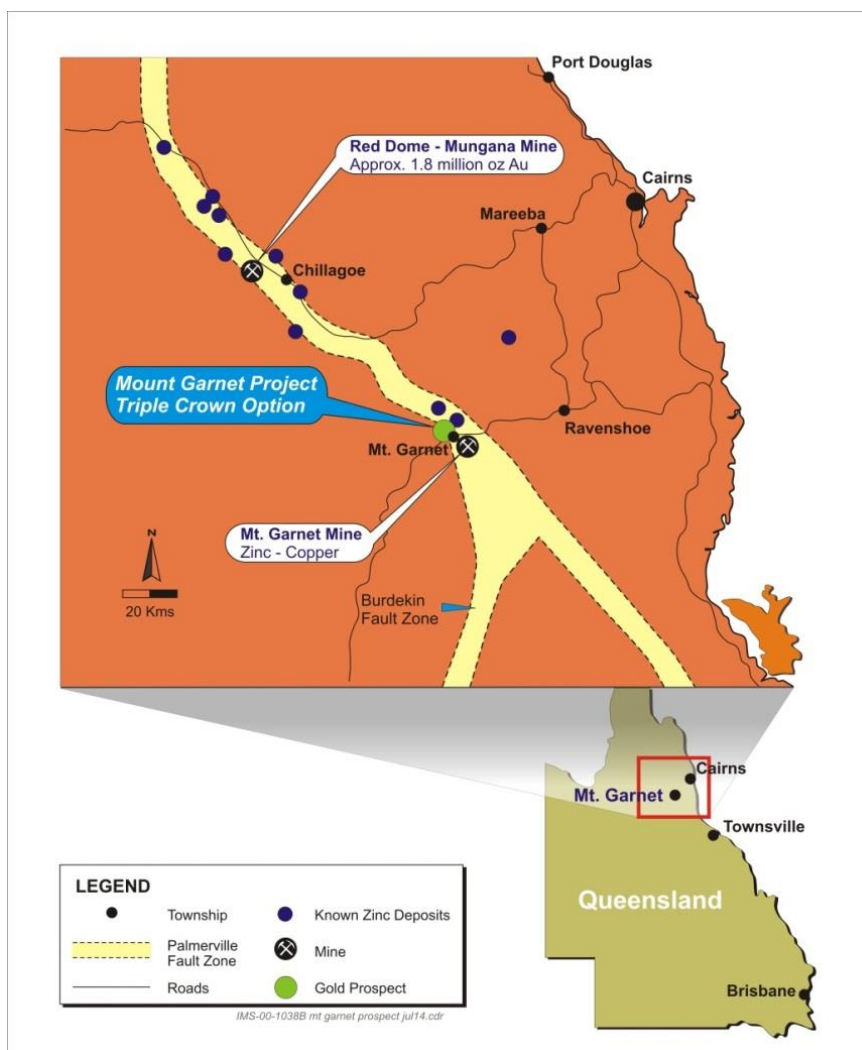 Port Douglas
Red Dome - Mungana Mine
Approx. 1.8 million oz Au
Cairns
Mareeba
Chillagoe
Mount Garnet Project
Triple Crown Option
Ravenshoe
Mt. Garnet
Mt. Garnet Mine
Zinc - Copper
N
20 Kms
Burdekin
Fault Zone
Cairns
Mt. Garnet
Townsville
Queensland
Brisbane
LEGEND
Township
Known Zinc Deposits
Palmerville
Fault Zone
Mine
Roads
Gold Prospect
IMS-00-1038B mt garnet prospect jul14.cdr